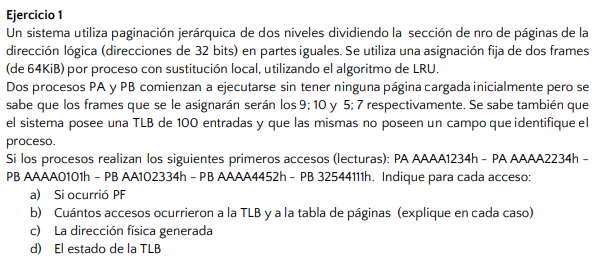 Ejercicio 1
Un sistema utiliza paginación jerárquica de dos niveles dividiendo la sección de nro de páginas de la
dirección lógica (direcciones de 32 bits) en partes iguales. Se utiliza una asignación fija de dos frames
(de 64KiB) por proceso con sustitución local, utilizando el algoritmo de LRU.
Dos procesos PA y PB comienzan a ejecutarse sin tener ninguna página cargada inicialmente pero se
sabe que los frames que se le asignarán serán los 9; 10 y 5; 7 respectivamente. Se sabe también que
el sistema posee una TLB de 100 entradas y que las mismas no poseen un campo que identifique el
proceso.
Si los procesos realizan los siguientes primeros accesos (lecturas): PA AAAA1234h - PA AAAA2234h -
PB AAAA0101h - PB AA102334h - PB AAAA4452h - PB 32544111h. Indique para cada acceso:
a) Si ocurrió PF
b) Cuántos accesos ocurrieron a la TLB y a la tabla de páginas (explique en cada caso)
c) La dirección física generada
d) El estado de la TLB